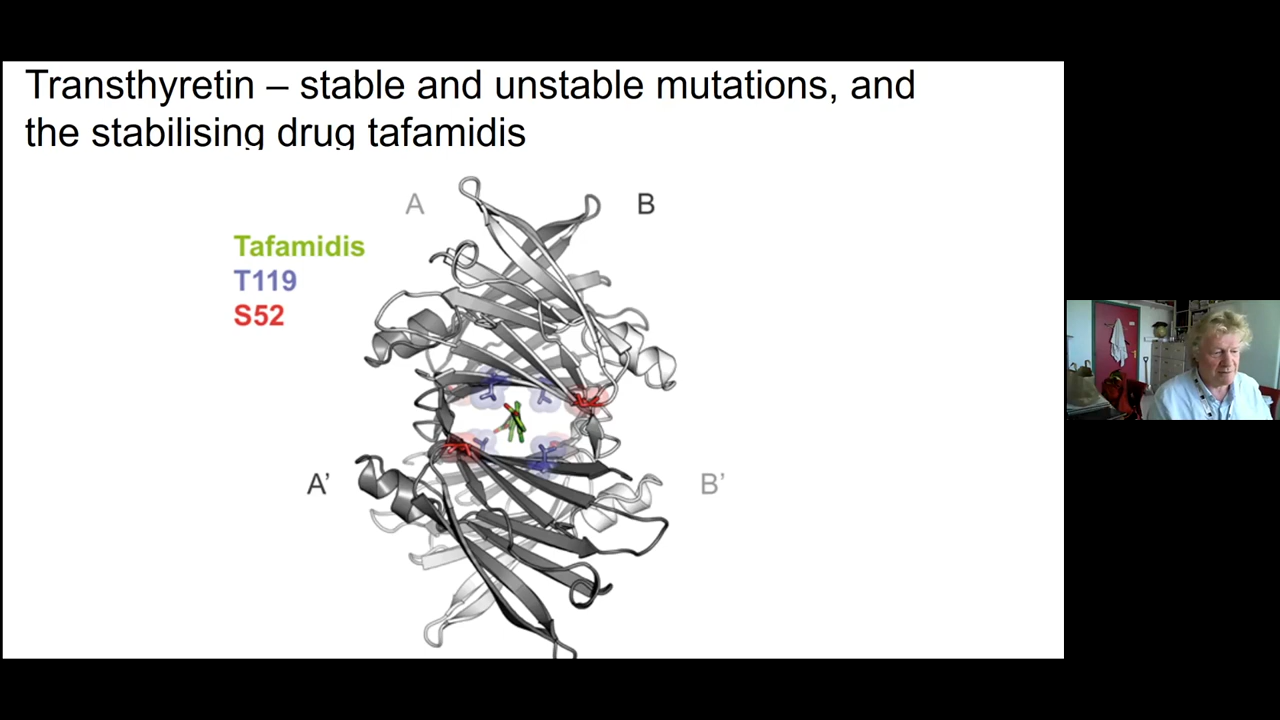 Transthyretin – stable and unstable mutations, and
the stabilising drug tafamidis
A
B
Tafamidis
T119
S52
A’
B’